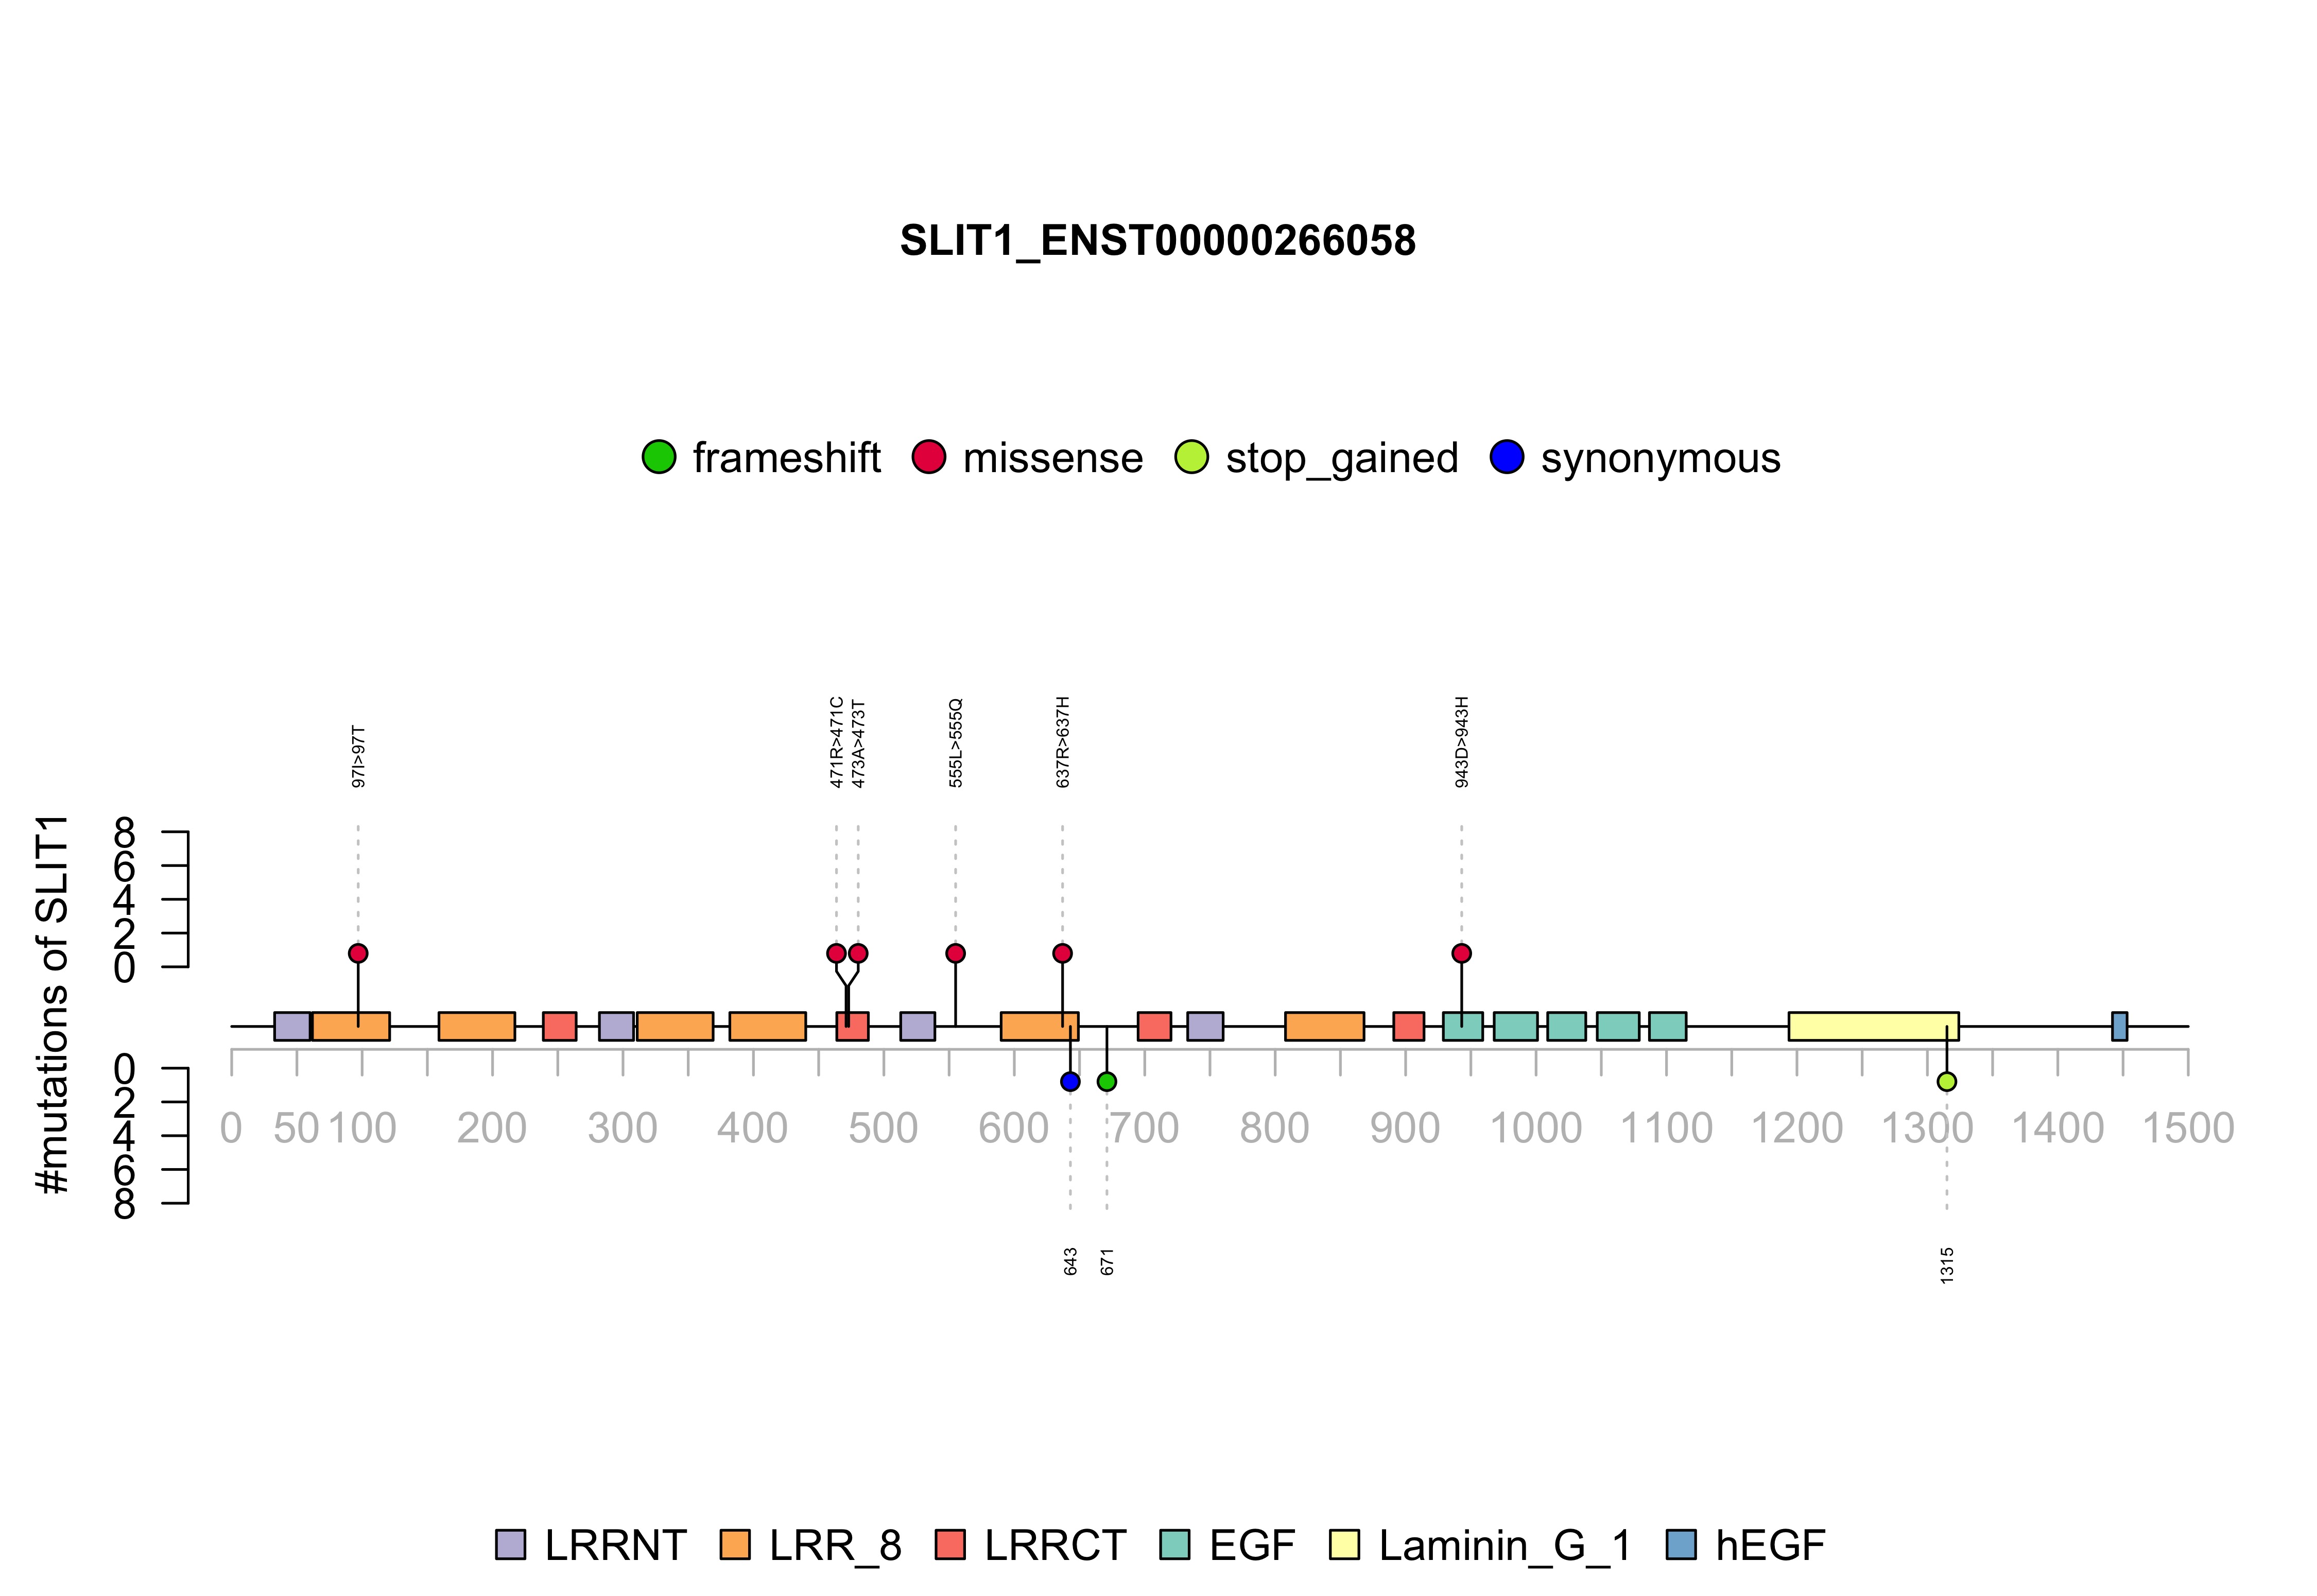 SLIT1_ENST00000266058
frameshift missense stop_gained synonymous
97I>97T
471R>471C
473A>473T
555L>555Q
637R>637H
943D>943H
#mutations of SLIT1
8
6
4
2
0
0
2
4
6
8
0 50 100 200 300 400 500 600 700 800 900 1000 1100 1200 1300 1400 1500
643
671
1315
LRRNT LRR_8 LRRCT EGF Laminin_G_1 hEGF